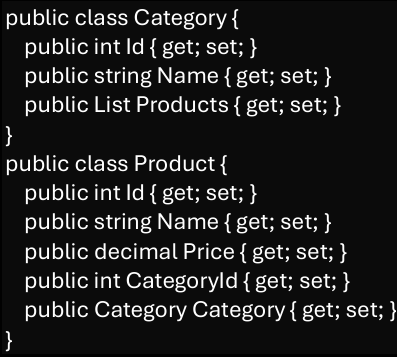 public class Category {
public int Id { get; set; }
public string Name { get; set; }
public List Products { get; set; }
}
public class Product {
public int Id { get; set; }
public string Name { get; set; }
public decimal Price { get; set; }
public int CategoryId { get; set; }
public Category Category { get; set; }
}